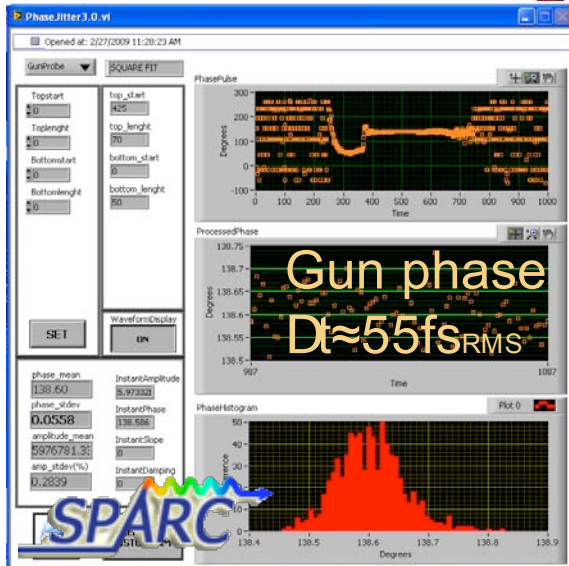 PhaseJitter3.0.vi
Opened at: 2/27/2009 11:28:23 AM
GunProbe
SQUARE FIT
Topstart
0
Toplenght
0
Bottomstart
0
Bottomlenght
0
top_start
425
top_lenght
70
bottom_start
0
bottom_lenght
50
SET
WaveformDisplay
ON
PhasePulse
Degrees
300
200
100
0
-100
0 100 200 300 400 500 600 700 800 900 1000
Time
ProcessedPhase
Degrees
138.75
138.7
138.65
138.6
138.55
138.5
987 1087
Time
Gun phase
Dt≈55fsRMS
phase_mean
138.60
phase_stdev
0.0558
amplitude_mean
5976781.3
amp_stdev(%)
0.2839
InstantAmplitude
5.973321
InstantPhase
138.586
InstantSlope
0
InstantDamping
0
PhaseHistogram
Plot 0
50
40
30
20
10
0
138.4 138.5 138.6 138.7 138.8 138.9
Degrees
SPARC